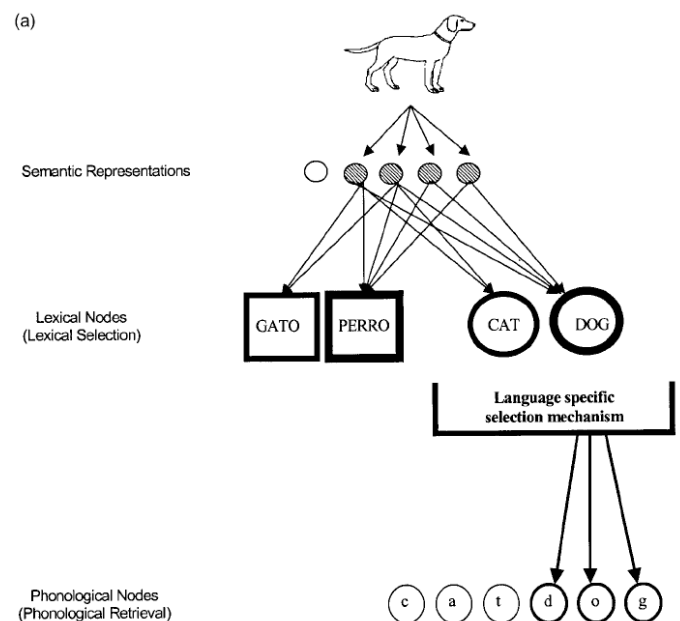 (a)
Semantic Representations
Lexical Nodes
(Lexical Selection)
GATO PERRO CAT DOG
Language specific
selection mechanism
Phonological Nodes
(Phonological Retrieval)
c a t d o g